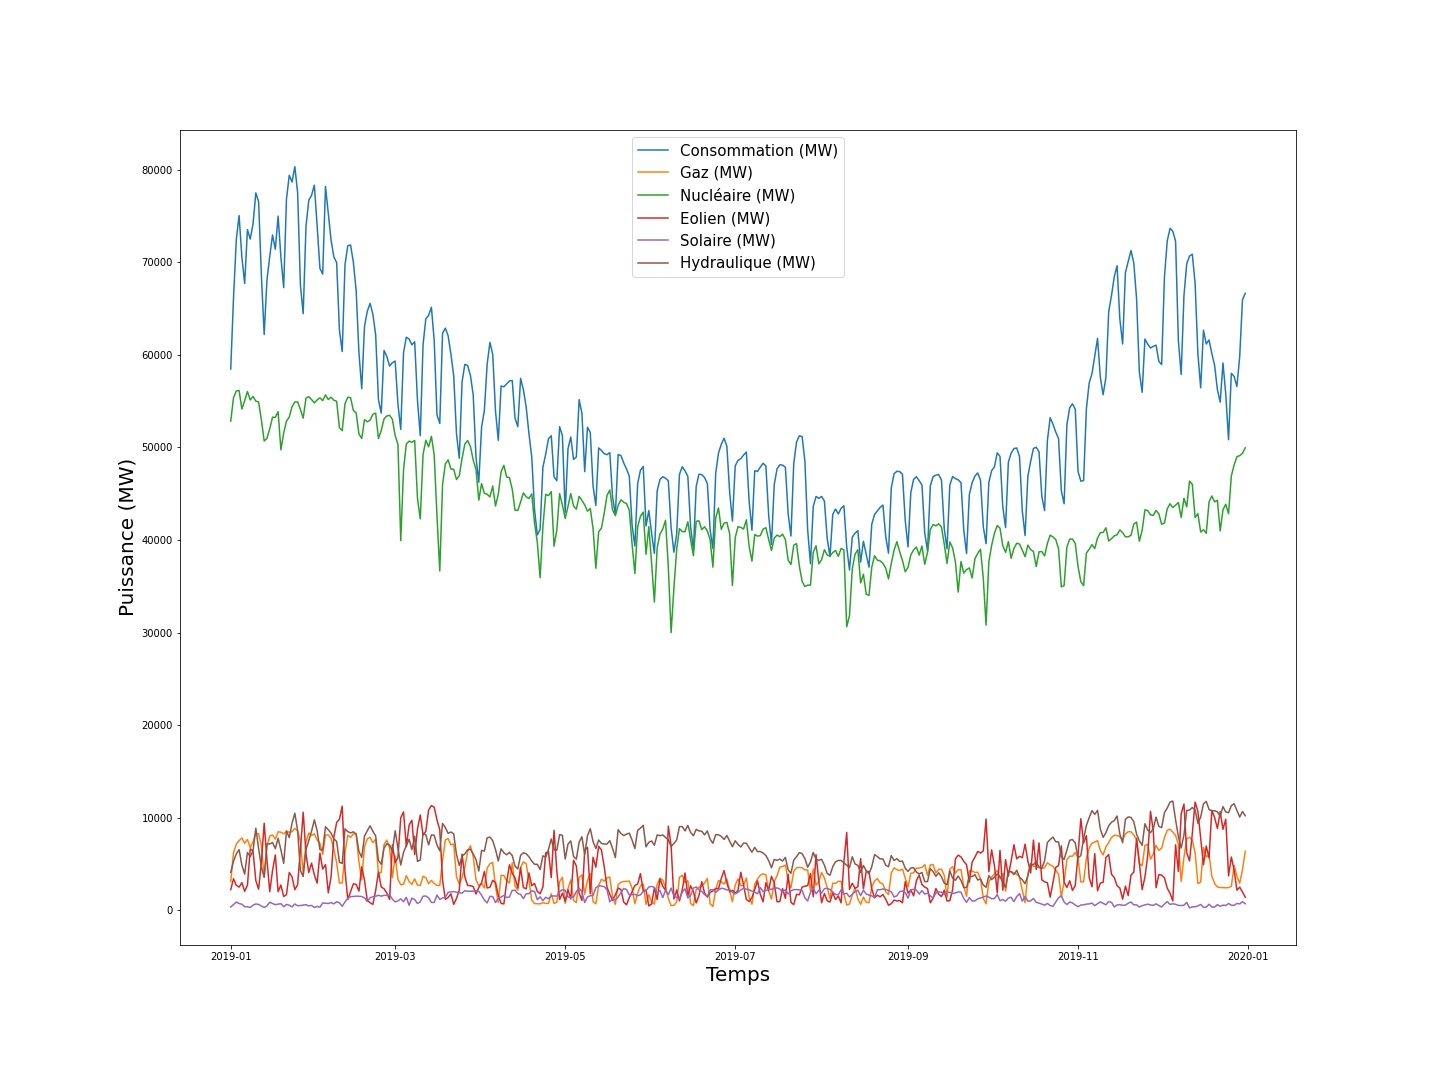 Consommation (MW)
Gaz (MW)
Nucléaire (MW)
Eolien (MW)
Solaire (MW)
Hydraulique (MW)
80000
70000
60000
50000
40000
30000
20000
10000
0
Puissance (MW)
2019-01 2019-03 2019-05 2019-07 2019-09 2019-11 2020-01
Temps